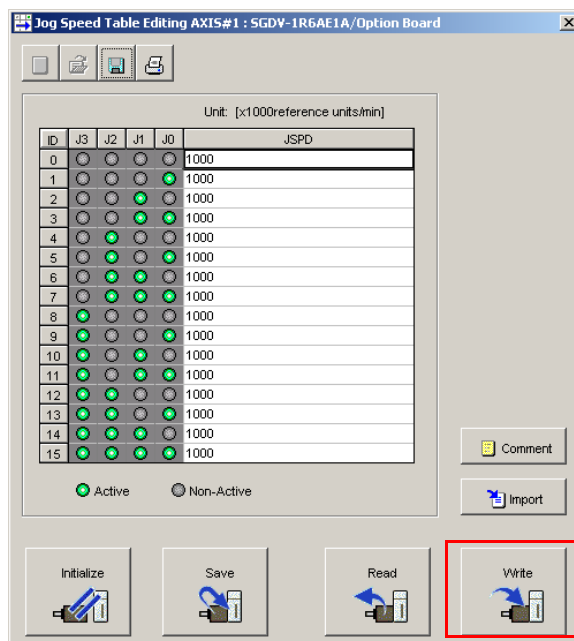 Jog Speed Table Editing AXIS#1 : SGDV-1R6AE1A/Option Board
Unit: [x1000reference units/min]
ID J3 J2 J1 J0 JSPD
0 1000
1 1000
2 1000
3 1000
4 1000
5 1000
6 1000
7 1000
8 1000
9 1000
10 1000
11 1000
12 1000
13 1000
14 1000
15 1000
Active Non-Active
Comment
Import
Initialize Save Read Write